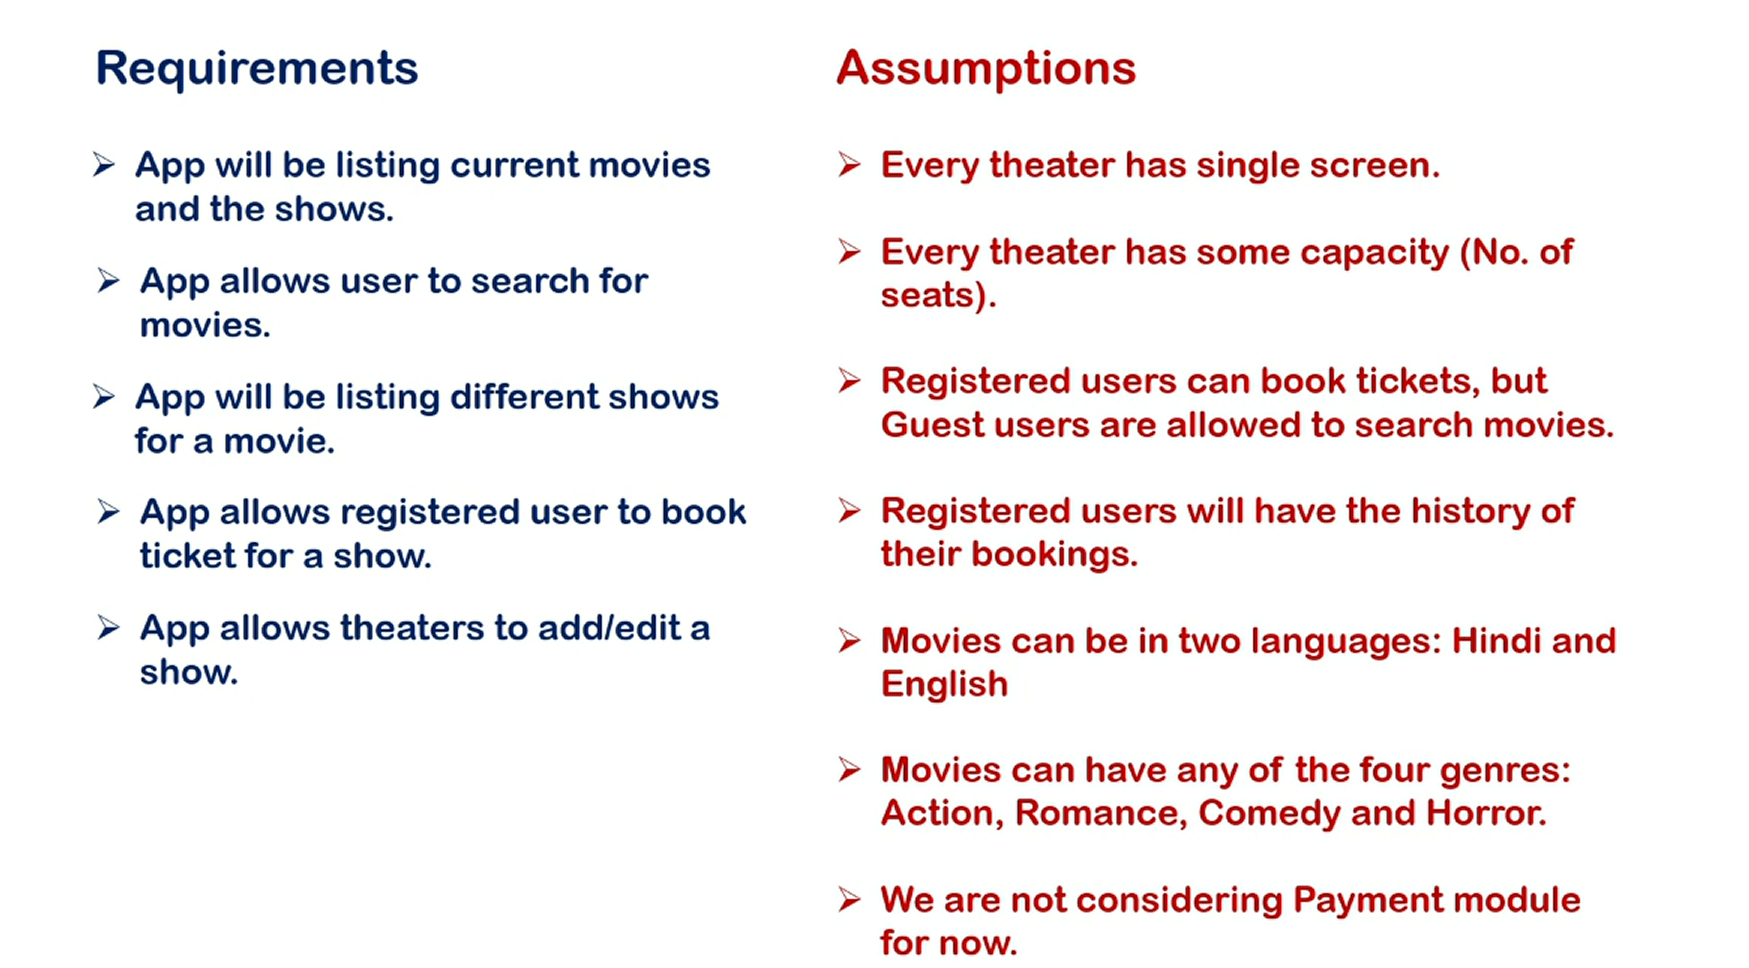 Requirements
App will be listing current movies
and the shows.
App allows user to search for
movies.
App will be listing different shows
for a movie.
App allows registered user to book
ticket for a show.
App allows theaters to add/edit a
show.
Assumptions
Every theater has single screen.
Every theater has some capacity (No. of
seats).
Registered users can book tickets, but
Guest users are allowed to search movies.
Registered users will have the history of
their bookings.
Movies can be in two languages: Hindi and
English
Movies can have any of the four genres:
Action, Romance, Comedy and Horror.
We are not considering Payment module
for now.